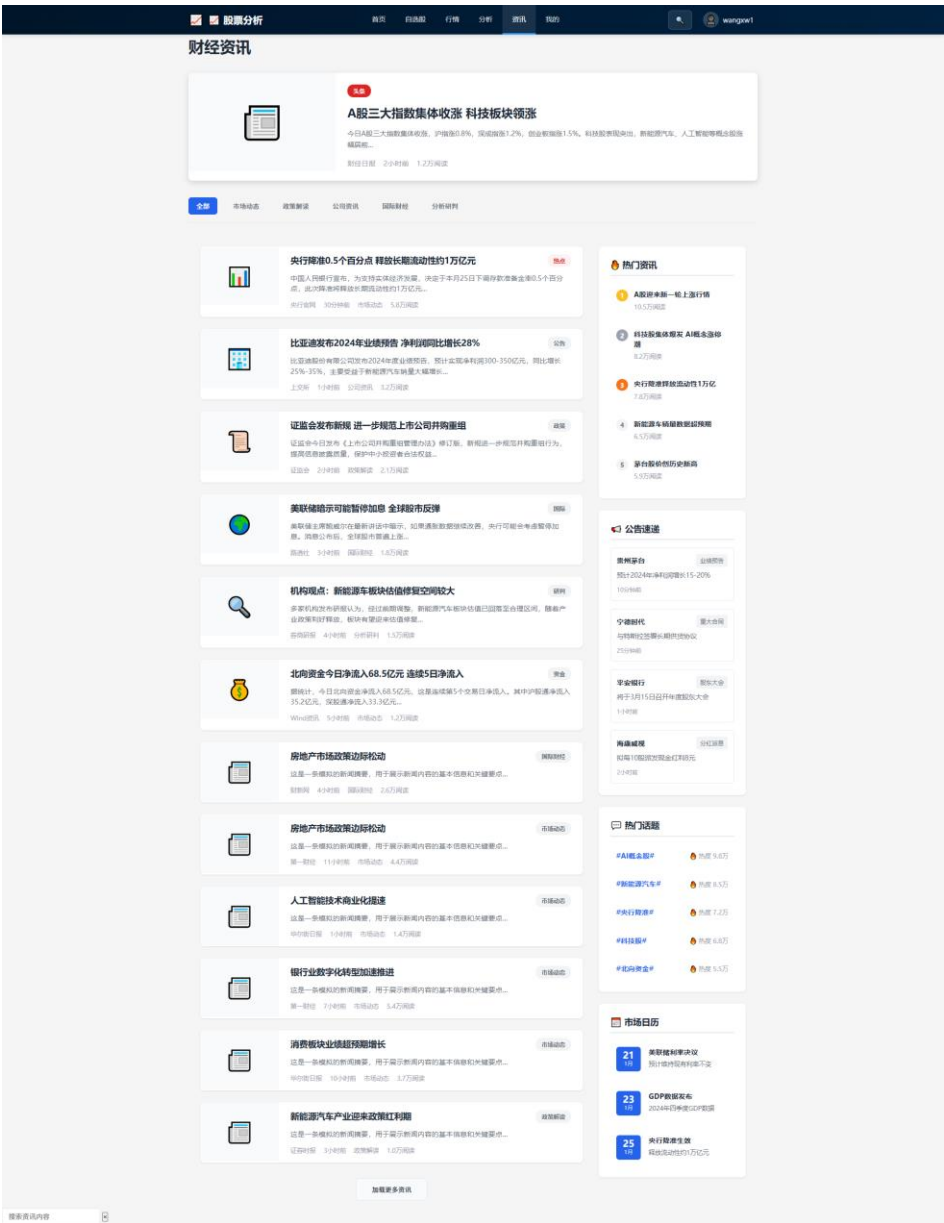 股票分析
首页 自选股 行情 分析 资讯 我的
wangxw1
财经资讯
头条
A股三大指数集体收涨 科技板块领涨
今日A股三大指数集体收涨，沪指涨0.8%，深成指涨1.2%，创业板指涨1.5%。科技股表现突出，新能源汽车、人工智能等概念股涨
幅居前...
财经日报 2小时前 1.2万阅读
全部 市场动态 政策解读 公司资讯 国际财经 分析研判
央行降准0.5个百分点 释放长期流动性约1万亿元
热点
中国人民银行宣布，为支持实体经济发展，决定于本月25日下调存款准备金率0.5个百分
点，此次降准将释放长期流动性约1万亿元...
央行官网 30分钟前 市场动态 5.8万阅读
比亚迪发布2024年业绩预告 净利润同比增长28%
公告
比亚迪股份有限公司发布2024年度业绩预告，预计实现净利润300-350亿元，同比增长
25%-35%，主要受益于新能源汽车销量大幅增长...
上交所 1小时前 公司资讯 3.2万阅读
证监会发布新规 进一步规范上市公司并购重组
政策
证监会今日发布《上市公司并购重组管理办法》修订版，新规进一步规范并购重组行为，
提高信息披露质量，保护中小投资者合法权益...
证监会 2小时前 政策解读 2.1万阅读
美联储暗示可能暂停加息 全球股市反弹
国际
美联储主席鲍威尔在最新讲话中暗示，如果通胀数据继续改善，央行可能会考虑暂停加
息。消息公布后，全球股市普遍上涨...
路透社 3小时前 国际财经 1.8万阅读
机构观点：新能源车板块估值修复空间较大
研判
多家机构发布研报认为，经过前期调整，新能源汽车板块估值已回落至合理区间，随着产
业政策利好释放，板块有望迎来估值修复...
券商研报 4小时前 分析研判 1.5万阅读
北向资金今日净流入68.5亿元 连续5日净流入
资金
据统计，今日北向资金净流入68.5亿元，这是连续第5个交易日净流入。其中沪股通净流入
35.2亿元，深股通净流入33.3亿元...
Wind资讯 5小时前 市场动态 1.2万阅读
房地产市场政策边际松动
国际财经
这是一条模拟的新闻摘要，用于展示新闻内容的基本信息和关键要点...
财新网 4小时前 国际财经 2.6万阅读
房地产市场政策边际松动
市场动态
这是一条模拟的新闻摘要，用于展示新闻内容的基本信息和关键要点...
第一财经 11小时前 市场动态 4.4万阅读
人工智能技术商业化提速
市场动态
这是一条模拟的新闻摘要，用于展示新闻内容的基本信息和关键要点...
华尔街日报 1小时前 市场动态 1.4万阅读
银行业数字化转型加速推进
市场动态
这是一条模拟的新闻摘要，用于展示新闻内容的基本信息和关键要点...
第一财经 7小时前 市场动态 5.4万阅读
消费板块业绩超预期增长
市场动态
这是一条模拟的新闻摘要，用于展示新闻内容的基本信息和关键要点...
华尔街日报 10小时前 市场动态 3.7万阅读
新能源汽车产业迎来政策红利期
政策解读
这是一条模拟的新闻摘要，用于展示新闻内容的基本信息和关键要点...
证券时报 3小时前 政策解读 1.0万阅读
加载更多资讯
热门资讯
1 A股迎来新一轮上涨行情
10.5万阅读
2 科技股集体爆发 AI概念涨停
潮
8.2万阅读
3 央行降准释放流动性1万亿
7.8万阅读
4 新能源车销量数据超预期
6.5万阅读
5 茅台股价创历史新高
5.9万阅读
公告速递
贵州茅台 业绩预告
预计2024年净利润增长15-20%
10分钟前
宁德时代 重大合同
与特斯拉签署长期供货协议
25分钟前
平安银行 股东大会
将于3月15日召开年度股东大会
1小时前
海康威视 分红派息
拟每10股派发现金红利8元
2小时前
热门话题
#AI概念股# 热度 9.8万
#新能源汽车# 热度 8.5万
#央行降准# 热度 7.2万
#科技股# 热度 6.8万
#北向资金# 热度 5.5万
市场日历
21 美联储利率决议
1月 预计维持现有利率不变
23 GDP数据发布
1月 2024年四季度GDP数据
25 央行降准生效
1月 释放流动性约1万亿元
搜索资讯内容